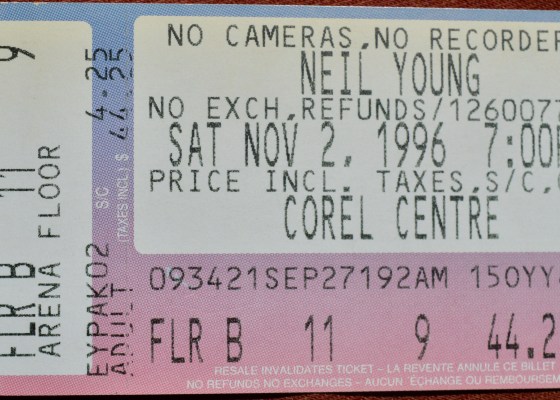 NO CAMERAS,NO RECORDER
NEIL YOUNG
NO EXCH,REFUNDS/126007
SAT NOV 2, 1996 7:00
PRICE INCL. TAXES,S/C,
COREL CENTRE
093421SEP27192AM 150YY
FLR B 11 9 44.2
RESALE INVALIDATES TICKET – LA REVENTE ANNULE CE BILLET
NO REFUNDS NO EXCHANGES – AUCUN ÉCHANGE OU REMBOURSEM
FLR B 11 9
ARENA FLOOR
S/C 4.25
(TAXES INCL.) $ 44.25
EYPAK02
ADULT